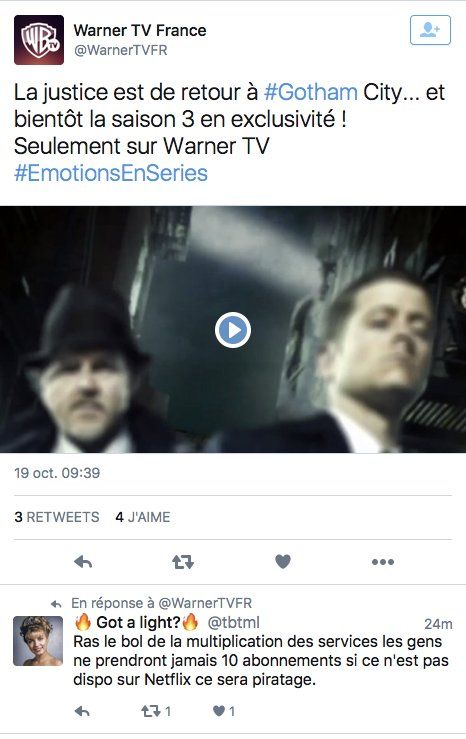 Warner TV France
@WarnerTVFR
La justice est de retour à #Gotham City... et
bientôt la saison 3 en exclusivité !
Seulement sur Warner TV
#EmotionsEnSeries
19 oct. 09:39
3 RETWEETS 4 J'AIME
En réponse à @WarnerTVFR
🔥 Got a light?🔥 @tbtml 24m
Ras le bol de la multiplication des services les gens
ne prendront jamais 10 abonnements si ce n'est pas
dispo sur Netflix ce sera piratage.
1 1